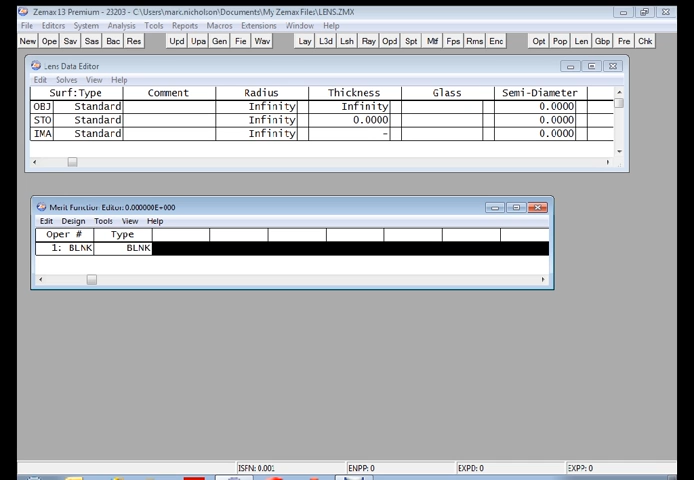 Zemax 13 Premium - 23203 - C:\Users\marc.nicholson\Documents\My Zemax Files\LENS.ZMX
File Editors System Analysis Tools Reports Macros Extensions Window Help
New Ope Sav Sas Bac Res Upd Upa Gen Fie Wav Lay L3d Lsh Ray Opd Spt Mtf Fps Rms Enc Opt Pop Len Gbp Fre Chk
Lens Data Editor
Edit Solves View Help
Surf:Type Comment Radius Thickness Glass Semi-Diameter
OBJ Standard Infinity Infinity 0.0000
STO Standard Infinity 0.0000 0.0000
IMA Standard Infinity - 0.0000
Merit Function Editor: 0.000000E+000
Edit Design Tools View Help
Oper # Type
1: BLNK BLNK
ISFN: 0.001 ENPP: 0 EXPD: 0 EXPP: 0